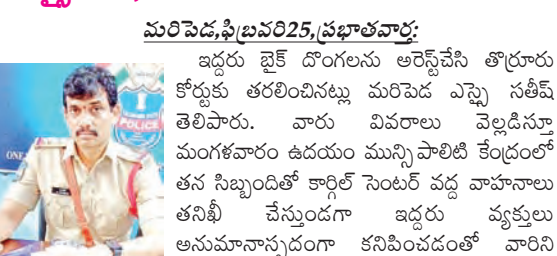 మరిపెడ,ఫిబ్రవరి25,ప్రభాతవార్త:
ఇద్దరు బైక్ దొంగలను అరెస్ట్‌చేసి తొర్రూరు
కోర్టుకు తరలించినట్లు మరిపెడ ఎస్సై సతీష్
తెలిపారు. వారు వివరాలు వెల్లడిస్తూ
మంగళవారం ఉదయం మున్సిపాలిటి కేంద్రంలో
తన సిబ్బందితో కార్గిల్ సెంటర్ వద్ద వాహనాలు
తనిఖీ చేస్తుండగా ఇద్దరు వ్యక్తులు
అనుమానాస్పదంగా కనిపించడంతో వారిని
POLICE